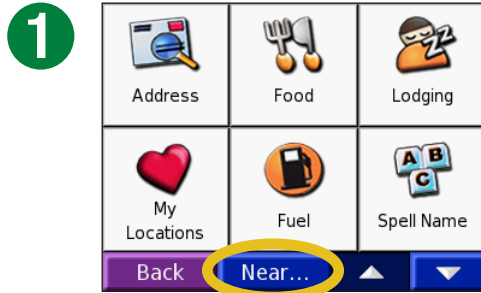 1
Address
Food
Lodging
A B
C
My
Locations
Fuel
Spell Name
Back
Near...